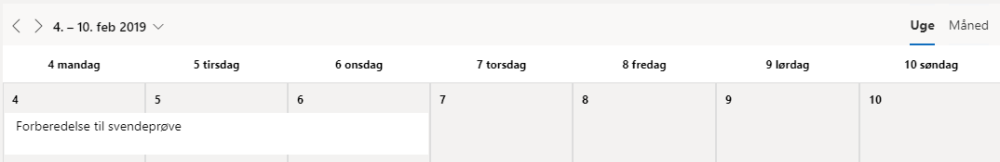 4. – 10. feb 2019 Uge Måned
4 mandag 5 tirsdag 6 onsdag 7 torsdag 8 fredag 9 lørdag 10 søndag
4 5 6 7 8 9 10
Forberedelse til svendeprøve